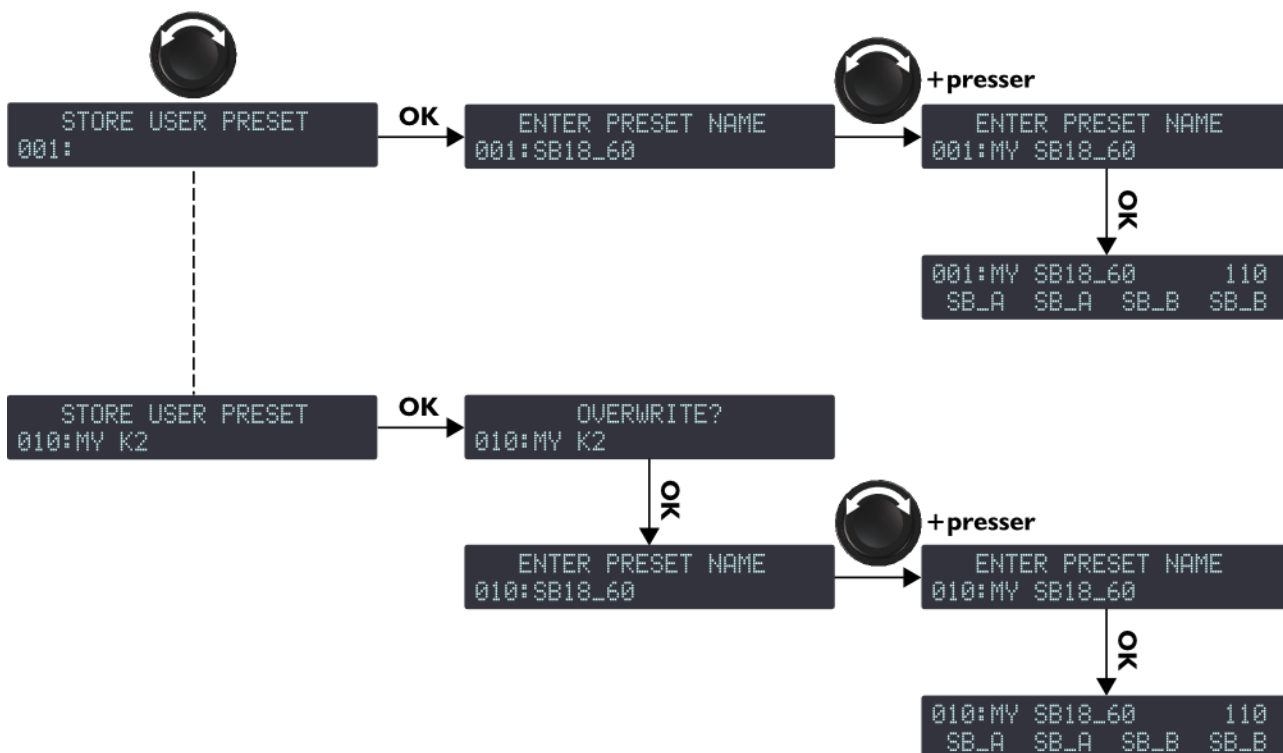 +presser
STORE USER PRESET
001:
OK
ENTER PRESET NAME
001:SB18_60
ENTER PRESET NAME
001:MY SB18_60
OK
001:MY SB18_60 110
SB_A SB_A SB_B SB_B
STORE USER PRESET
010:MY K2
OK
OVERWRITE?
010:MY K2
OK
+presser
ENTER PRESET NAME
010:SB18_60
ENTER PRESET NAME
010:MY SB18_60
OK
010:MY SB18_60 110
SB_A SB_A SB_B SB_B